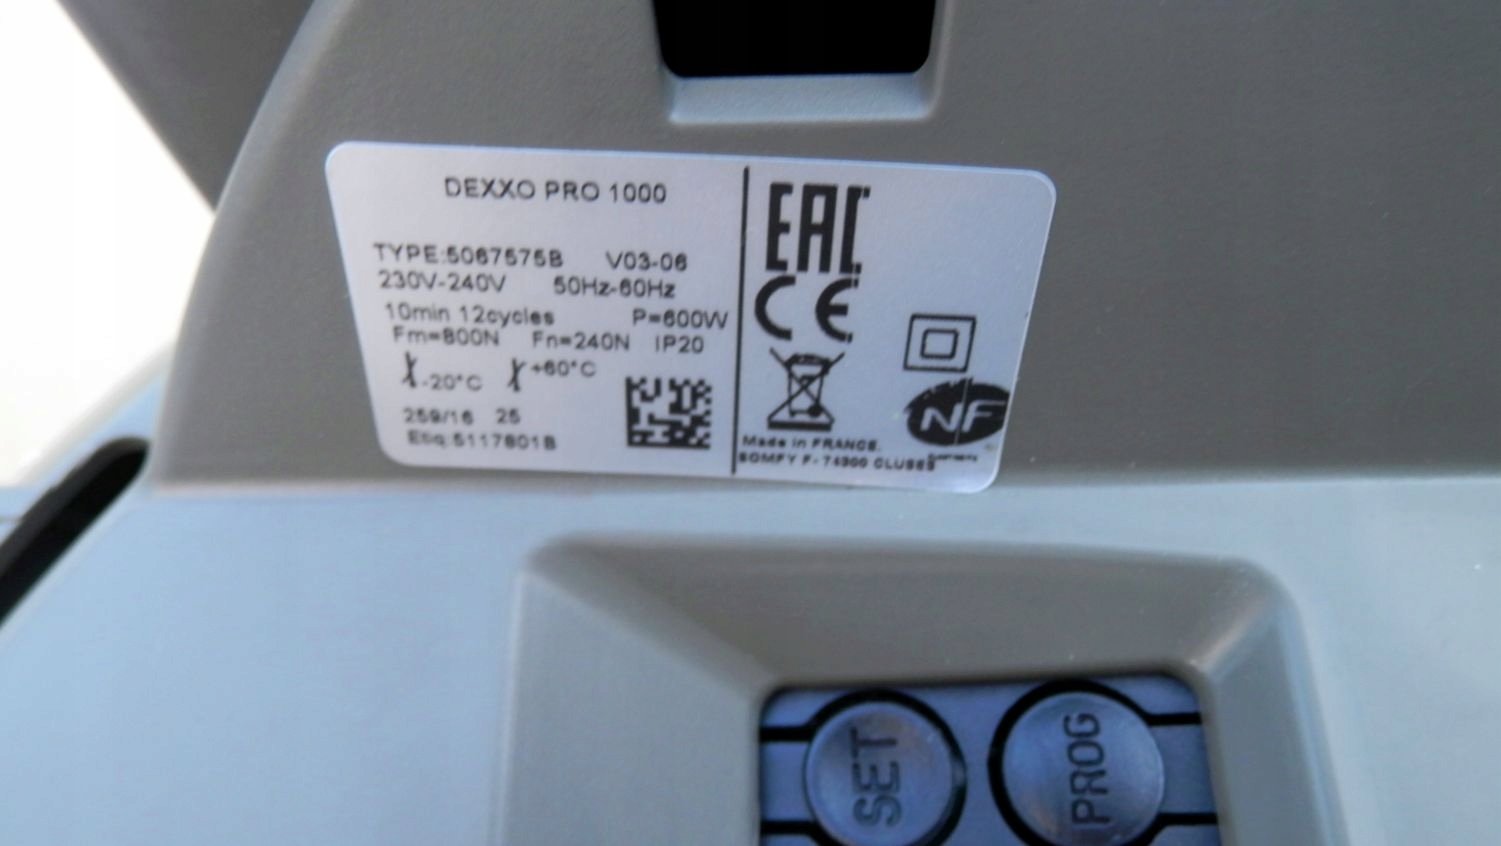 DEXXO PRO 1000
TYPE:5067575B V03-06
230V-240V 50Hz-60Hz
10min 12cycles P=600W
Fm=800N Fn=240N IP20
-20°C +60°C
259/16 25
Etiq:5117801B
EAC
CE
NF
Made in FRANCE.
SOMFY F- 74300 CLUSES
SET
PROG